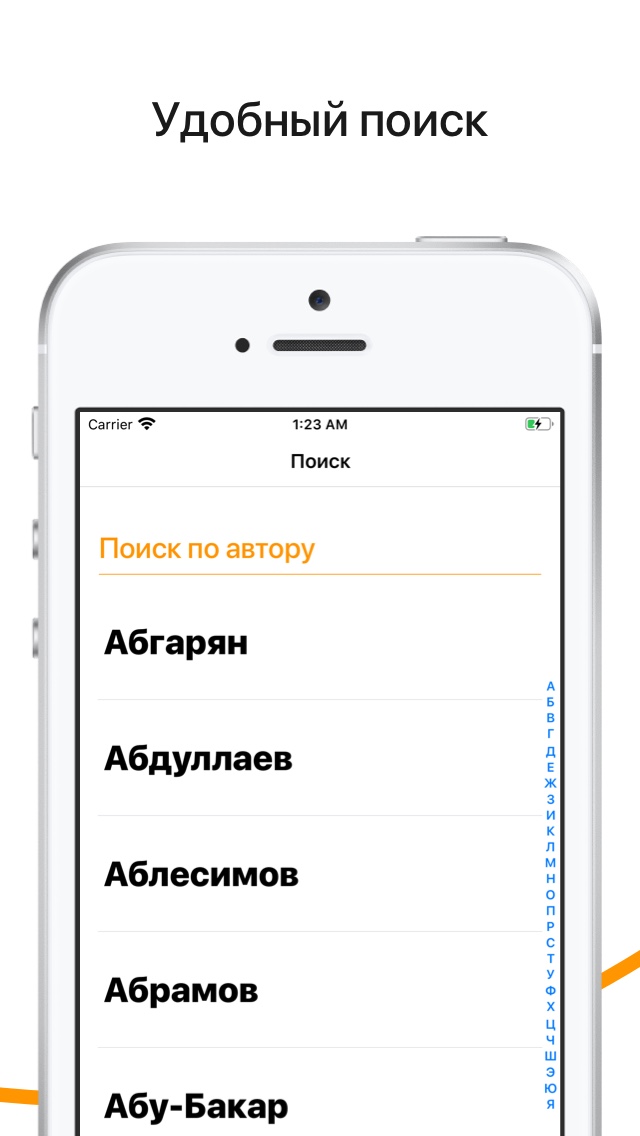 Удобный поиск
Carrier 1:23 AM
Поиск
Поиск по автору
Абгарян
Абдуллаев
Аблесимов
Абрамов
Абу-Бакар
А
Б
В
Г
Д
Е
Ж
З
И
К
Л
М
Н
О
П
Р
С
Т
У
Ф
Х
Ц
Ч
Ш
Э
Ю
Я